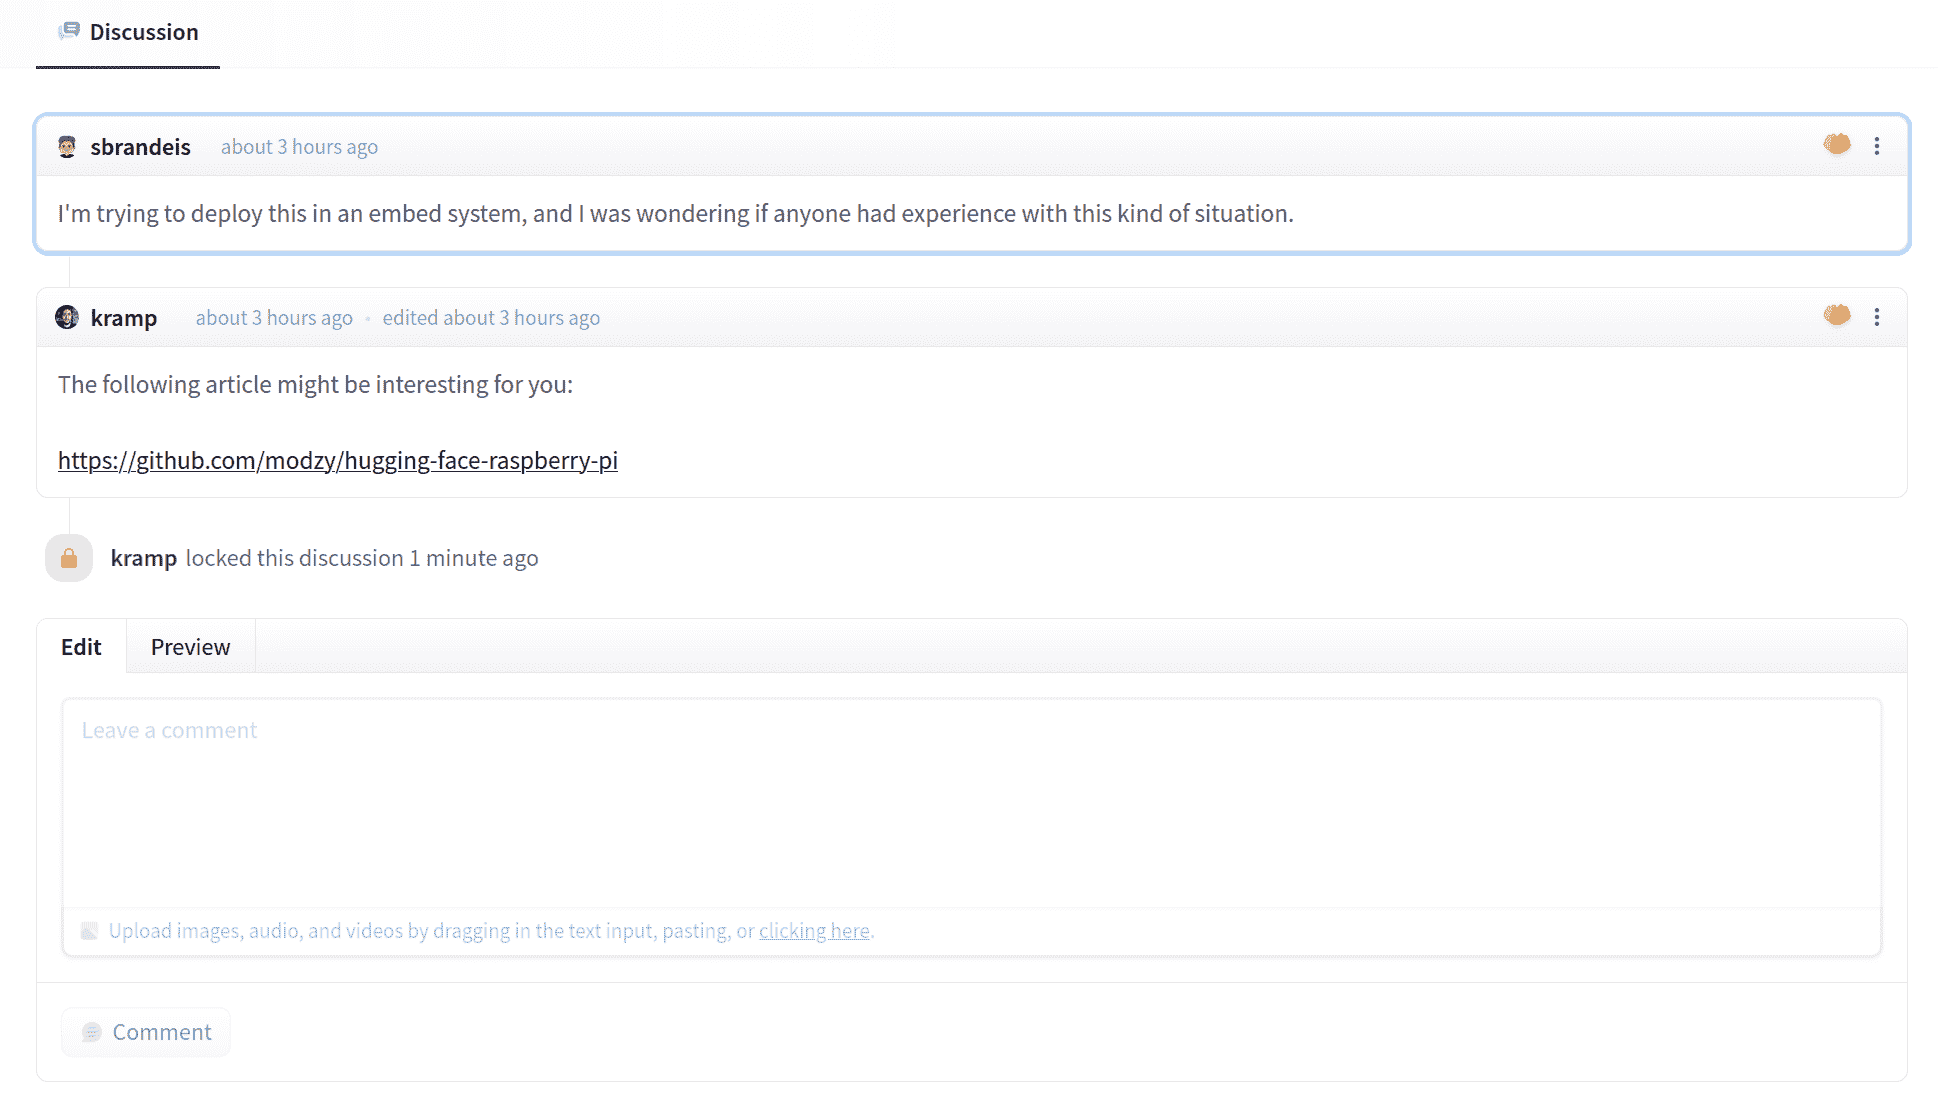 Discussion
sbrandeis about 3 hours ago
I'm trying to deploy this in an embed system, and I was wondering if anyone had experience with this kind of situation.
kramp about 3 hours ago • edited about 3 hours ago
The following article might be interesting for you:
https://github.com/modzy/hugging-face-raspberry-pi
kramp locked this discussion 1 minute ago
Edit Preview
Leave a comment
Upload images, audio, and videos by dragging in the text input, pasting, or clicking here.
Comment